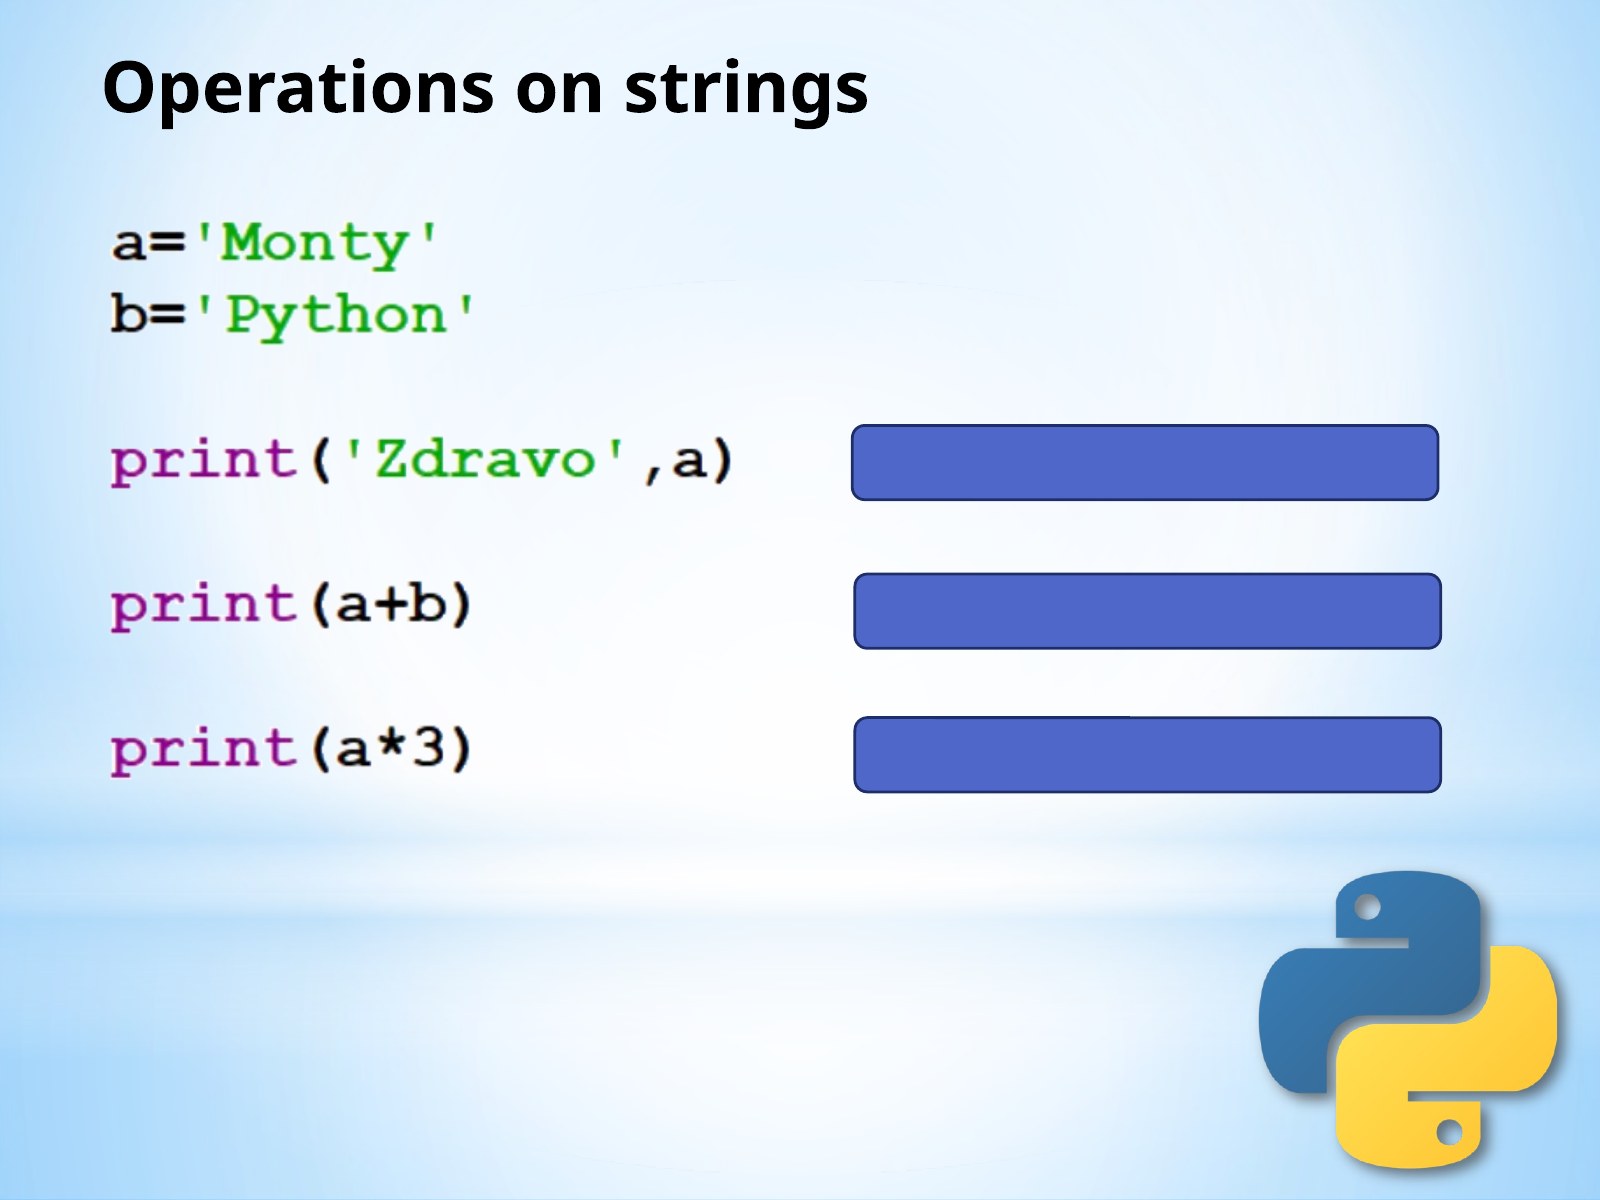 Operations on strings
a='Monty'
b='Python'
print('Zdravo',a)
print(a+b)
print(a*3)